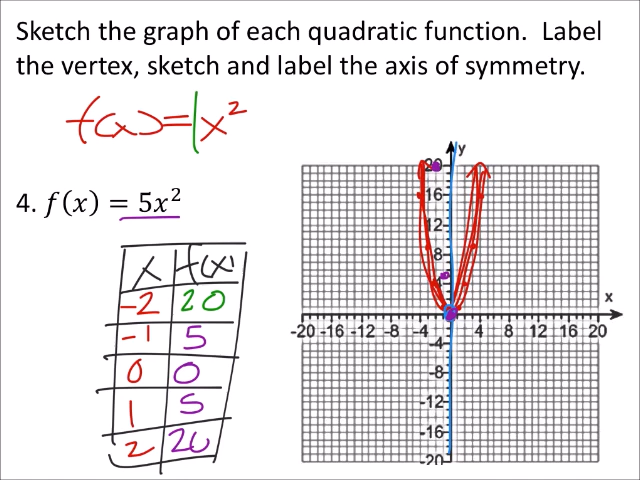 Sketch the graph of each quadratic function. Label
the vertex, sketch and label the axis of symmetry.
f(x)=1x²
4. f(x) = 5x²
x f(x)
-2 20
-1 5
0 0
1 5
2 20
y
20
16
12
8
4
x
-20 -16 -12 -8 -4 4 8 12 16 20
-4
-8
-12
-16
-20